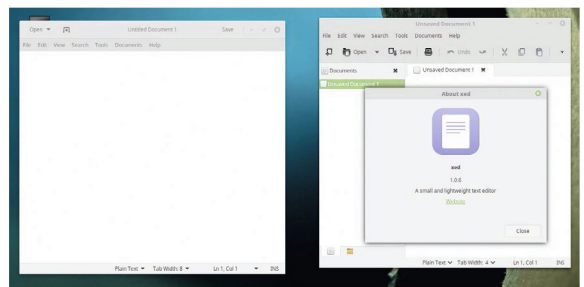 Open Untitled Document 1 Save
File Edit View Search Tools Documents Help
Plain Text Tab Width: 8 Ln 1, Col 1 INS
Unsaved Document 1
File Edit View Search Tools Documents Help
Open Save Undo
Documents Unsaved Document 1
Unsaved Document 1
About xed
xed
1.0.6
A small and lightweight text editor
Website
Close
Plain Text Tab Width: 4 Ln 1, Col 1 INS